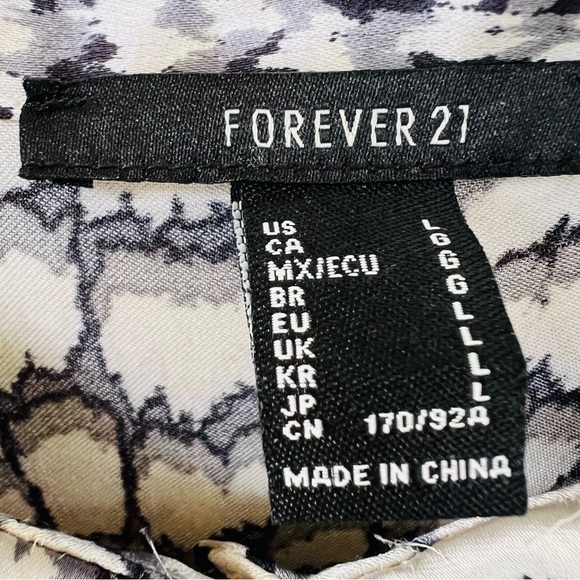 FOREVER 21
US L
CA G
MX/ECU G
BR G
EU L
UK L
KR L
JP L
CN 170/92A
MADE IN CHINA